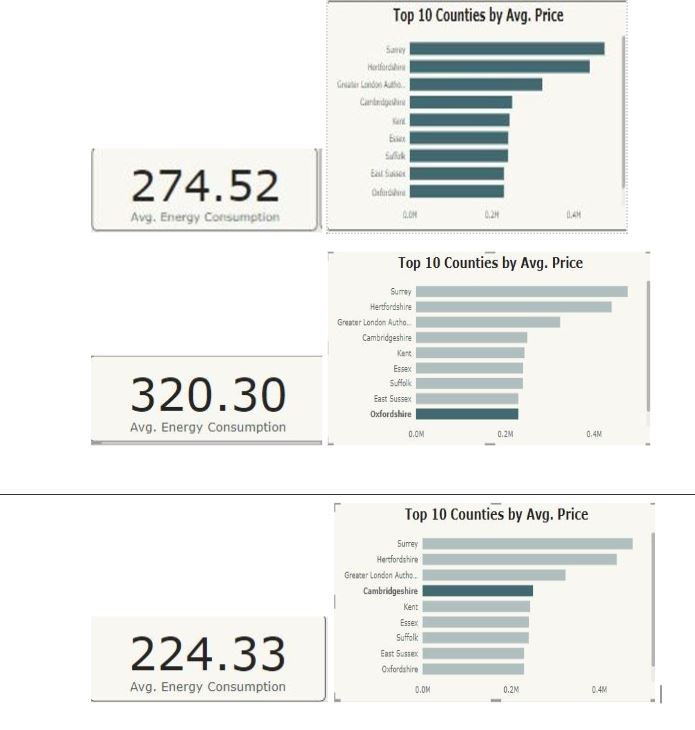 Top 10 Counties by Avg. Price
Surrey
Hertfordshire
Greater London Autho...
Cambridgeshire
Kent
Essex
Suffolk
East Sussex
Oxfordshire
0.0M 0.2M 0.4M
274.52
Avg. Energy Consumption
Top 10 Counties by Avg. Price
Surrey
Hertfordshire
Greater London Autho...
Cambridgeshire
Kent
Essex
Suffolk
East Sussex
Oxfordshire
0.0M 0.2M 0.4M
320.30
Avg. Energy Consumption
Top 10 Counties by Avg. Price
Surrey
Hertfordshire
Greater London Autho...
Cambridgeshire
Kent
Essex
Suffolk
East Sussex
Oxfordshire
0.0M 0.2M 0.4M
224.33
Avg. Energy Consumption